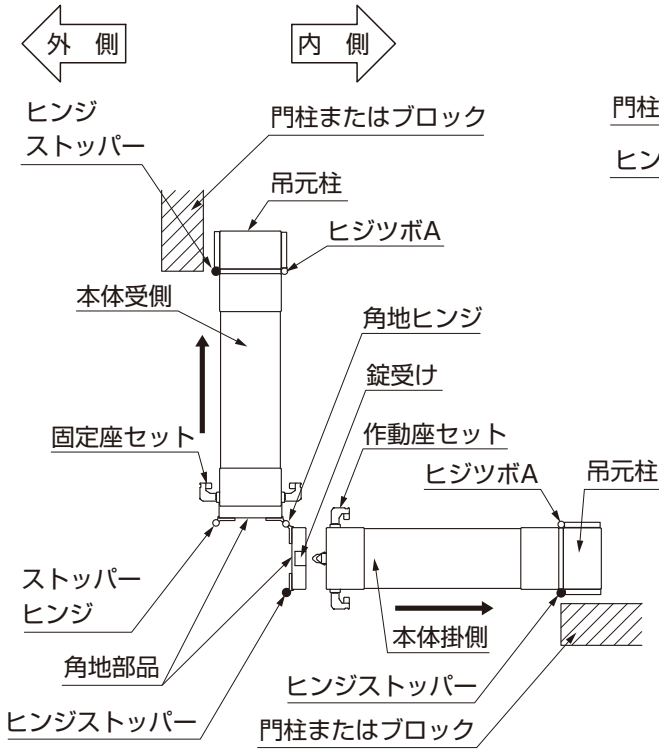 外 側
内 側
ヒンジ
ストッパー
門柱またはブロック
門柱
ヒン
吊元柱
ヒジツボA
本体受側
角地ヒンジ
錠受け
固定座セット
作動座セット
ヒジツボA
吊元柱
ストッパー
ヒンジ
本体掛側
角地部品
ヒンジストッパー
ヒンジストッパー
門柱またはブロック